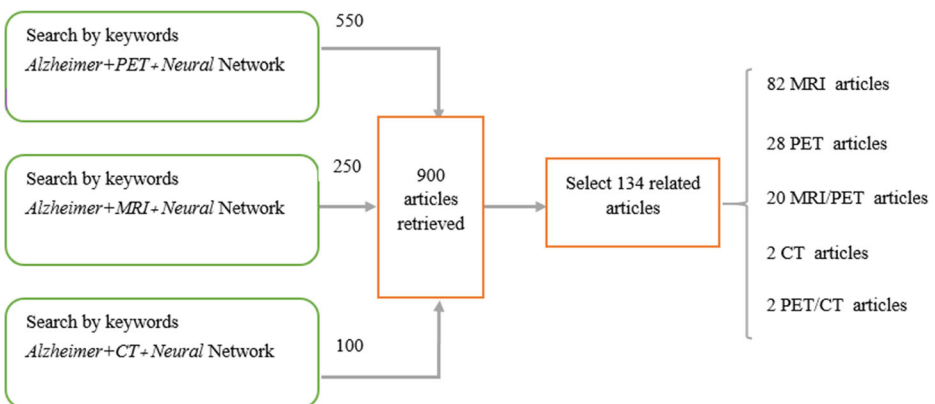 Search by keywords
Alzheimer+PET+Neural Network
550
Search by keywords
Alzheimer+MRI+Neural Network
250
Search by keywords
Alzheimer+CT+Neural Network
100
900
articles
retrieved
Select 134 related
articles
82 MRI articles
28 PET articles
20 MRI/PET articles
2 CT articles
2 PET/CT articles